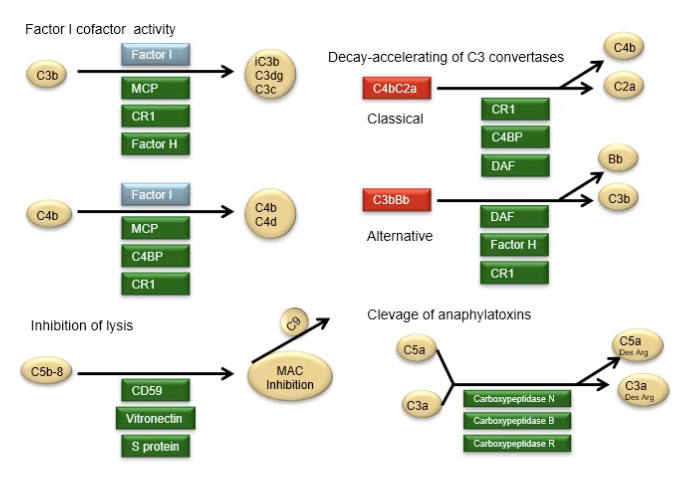 Factor I cofactor activity
Factor I
C3b
iC3b
C3dg
C3c
MCP
CR1
Factor H
Factor I
C4b
C4b
C4d
MCP
C4BP
CR1
Inhibition of lysis
C9
C5b-8
MAC
Inhibition
CD59
Vitronectin
S protein
Decay-accelerating of C3 convertases
C4b
C4bC2a
C2a
Classical
CR1
C4BP
DAF
Bb
C3bBb
C3b
Alternative
DAF
Factor H
CR1
Clevage of anaphylatoxins
C5a
C5a
Des Arg
C3a
C3a
Des Arg
Carboxypeptidase N
Carboxypeptidase B
Carboxypeptidase R